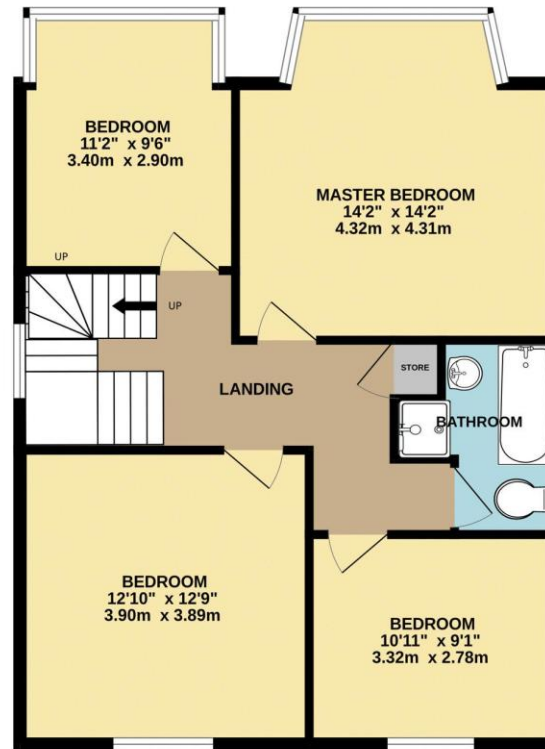 BEDROOM
11'2" x 9'6"
3.40m x 2.90m
MASTER BEDROOM
14'2" x 14'2"
4.32m x 4.31m
UP
UP
STORE
LANDING
BATHROOM
BEDROOM
12'10" x 12'9"
3.90m x 3.89m
BEDROOM
10'11" x 9'1"
3.32m x 2.78m